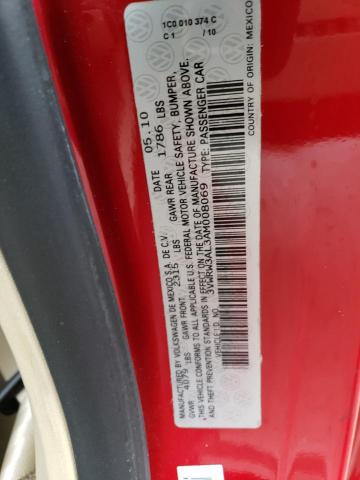 1C0 010 374 C
C 1 / 10
MANUFACTURED BY VOLKSWAGEN DE MEXICO S.A. DE C.V. DATE 05.10
GVWR 4079 LBS GAWR FRONT 2315 LBS GAWR REAR 1786 LBS
THIS VEHICLE CONFORMS TO ALL APPLICABLE U.S. FEDERAL MOTOR VEHICLE SAFETY, BUMPER,
AND THEFT PREVENTION STANDARDS IN EFFECT ON THE DATE OF MANUFACTURE SHOWN ABOVE.
VEHICLE I.D. NO. 3VWRW3AL3AM008069 TYPE: PASSENGER CAR
COUNTRY OF ORIGIN: MEXICO